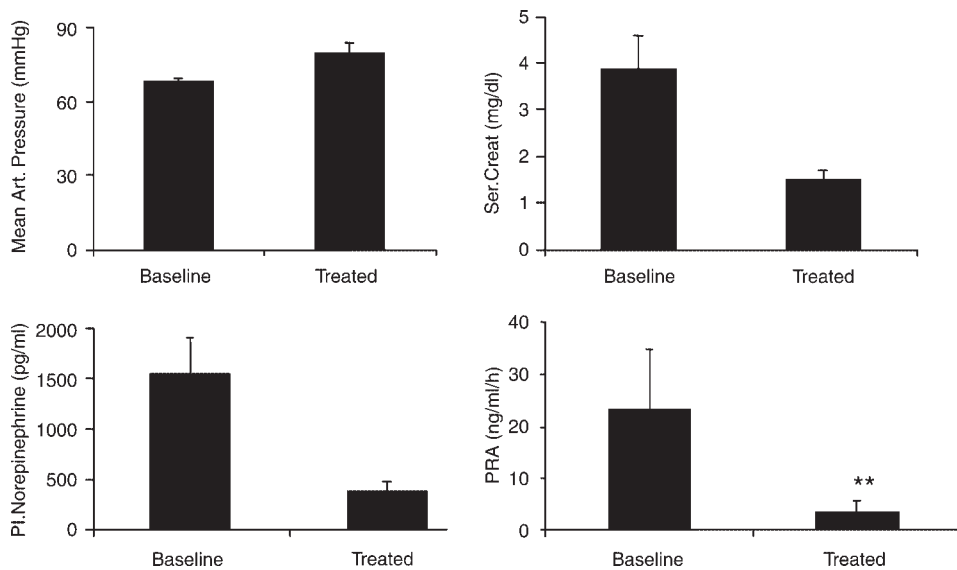 Mean Art. Pressure (mmHg)
90
60
30
0
Baseline Treated
Ser.Creat (mg/dl)
5
4
3
2
1
0
Baseline Treated
Pl.Norepinephrine (pg/ml)
2000
1500
1000
500
0
Baseline Treated
PRA (ng/ml/h)
40
30
20
10
0
**
Baseline Treated